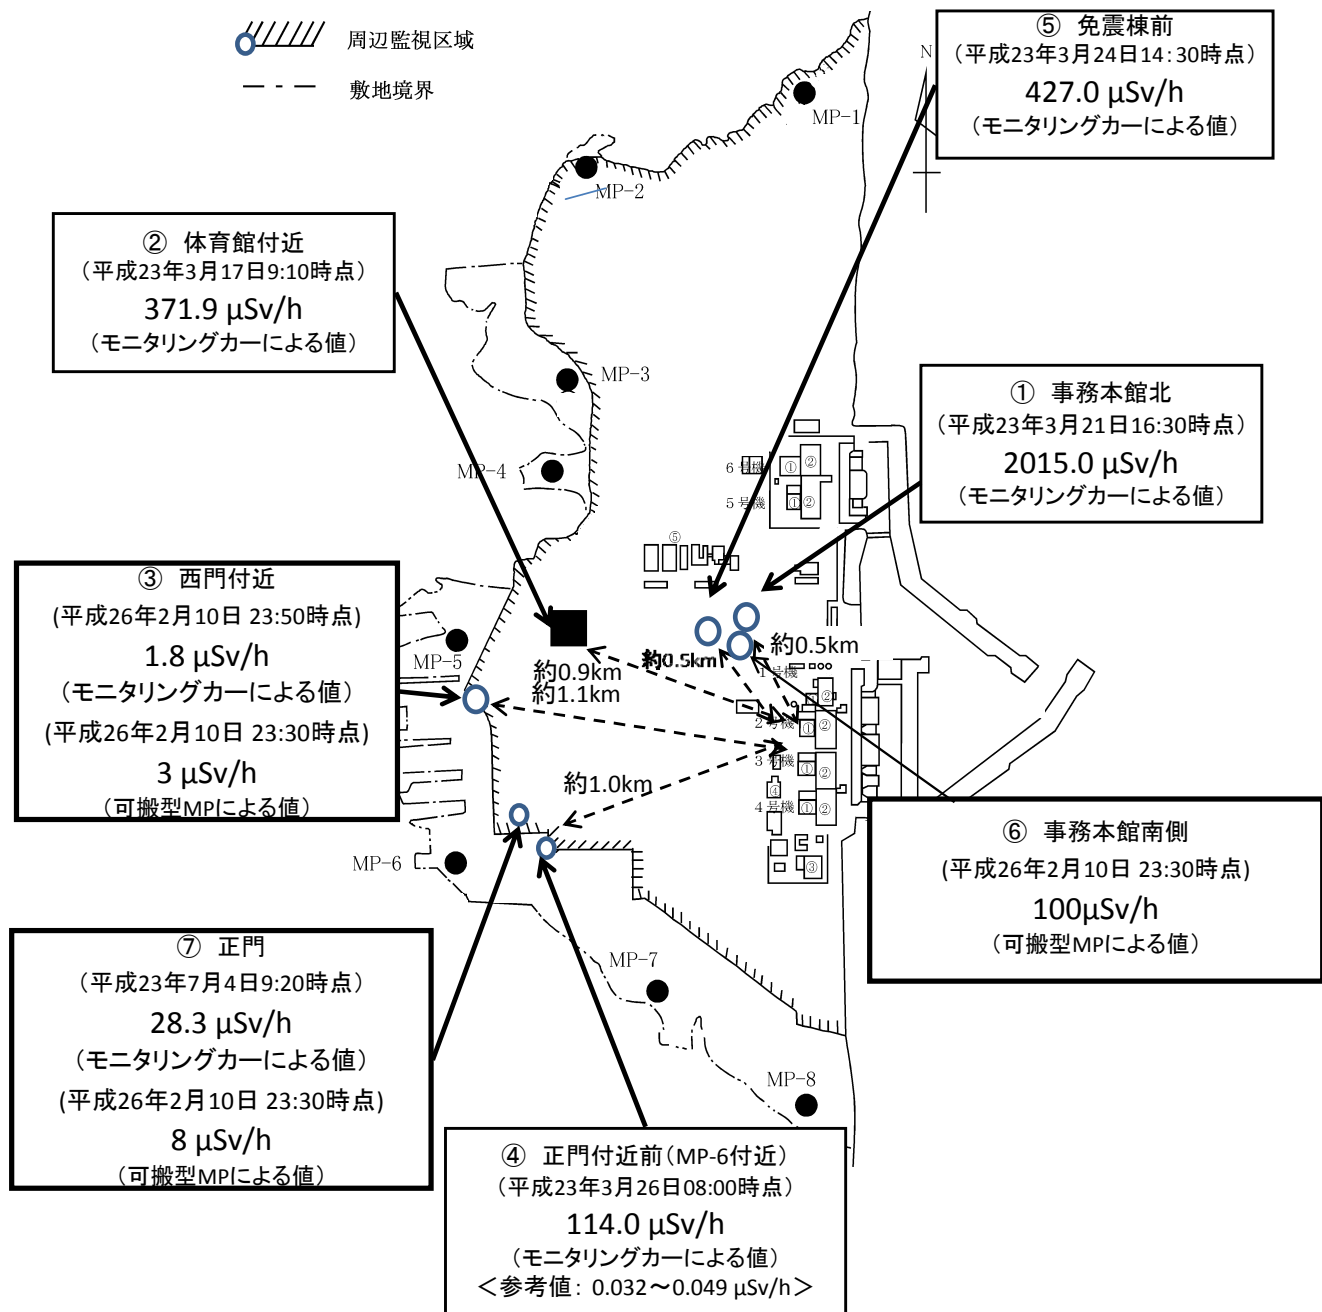 周辺監視区域
敷地境界
⑤ 免震棟前
(平成23年3月24日14:30時点)
427.0 μSv/h
(モニタリングカーによる値)
N
MP-1
MP-2
② 体育館付近
(平成23年3月17日9:10時点)
371.9 μSv/h
(モニタリングカーによる値)
MP-3
① 事務本館北
(平成23年3月21日16:30時点)
2015.0 μSv/h
(モニタリングカーによる値)
MP-4
6号機
① ②
5号機
① ②
⑤
③ 西門付近
(平成26年2月10日 23:50時点)
1.8 μSv/h
(モニタリングカーによる値)
(平成26年2月10日 23:30時点)
3 μSv/h
(可搬型MPによる値)
MP-5
約0.9km
約1.1km
約0.5km
約0.5km
1号機
②
2号機
① ②
3号機
① ②
④
4号機
① ②
③
約1.0km
MP-6
⑥ 事務本館南側
(平成26年2月10日 23:30時点)
100μSv/h
(可搬型MPによる値)
⑦ 正門
(平成23年7月4日9:20時点)
28.3 μSv/h
(モニタリングカーによる値)
(平成26年2月10日 23:30時点)
8 μSv/h
(可搬型MPによる値)
MP-7
MP-8
④ 正門付近前(MP-6付近)
(平成23年3月26日08:00時点)
114.0 μSv/h
(モニタリングカーによる値)
<参考値: 0.032～0.049 μSv/h>